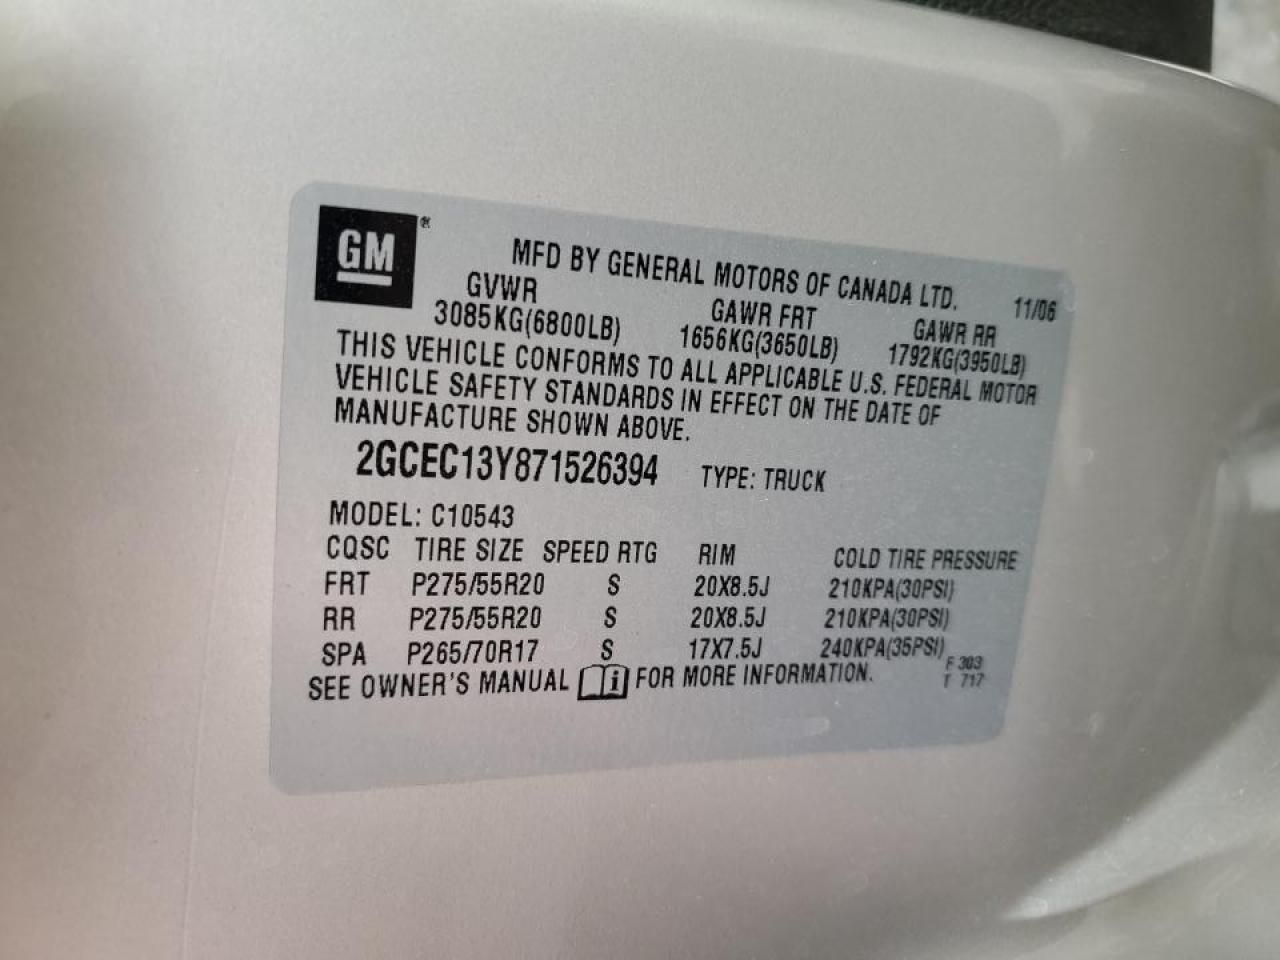 GM ®
MFD BY GENERAL MOTORS OF CANADA LTD. 11/06
GVWR GAWR FRT GAWR RR
3085KG(6800LB) 1656KG(3650LB) 1792KG(3950LB)
THIS VEHICLE CONFORMS TO ALL APPLICABLE U.S. FEDERAL MOTOR
VEHICLE SAFETY STANDARDS IN EFFECT ON THE DATE OF
MANUFACTURE SHOWN ABOVE.
2GCEC13Y871526394 TYPE: TRUCK
MODEL: C10543
CQSC TIRE SIZE SPEED RTG RIM COLD TIRE PRESSURE
FRT P275/55R20 S 20X8.5J 210KPA(30PSI)
RR P275/55R20 S 20X8.5J 210KPA(30PSI)
SPA P265/70R17 S 17X7.5J 240KPA(35PSI)
SEE OWNER'S MANUAL i FOR MORE INFORMATION.
F 303
T 717